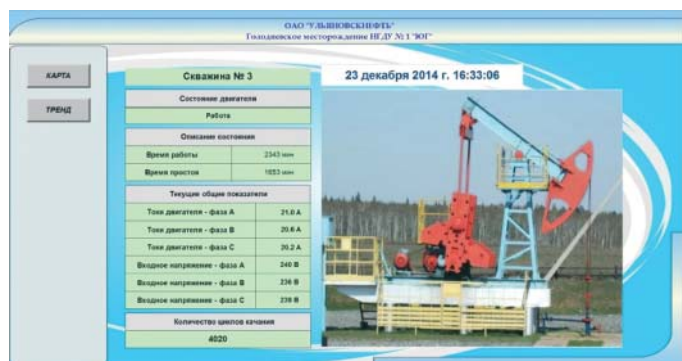 ОАО "УЛЬЯНОВСКНЕФТЬ"
Голодяевское месторождение НГДУ № 1 "ЮГ"
КАРТА
ТРЕНД
Скважина № 3
23 декабря 2014 г. 16:33:06
Состояние двигателя
Работа
Описание состояния
Время работы 2343 мин
Время простоя 1653 мин
Текущие общие показатели
Токи двигателя - фаза А 21.0 А
Токи двигателя - фаза В 20.6 А
Токи двигателя - фаза С 20.2 А
Входное напряжение - фаза А 240 В
Входное напряжение - фаза В 236 В
Входное напряжение - фаза С 239 В
Количество циклов качания
4020